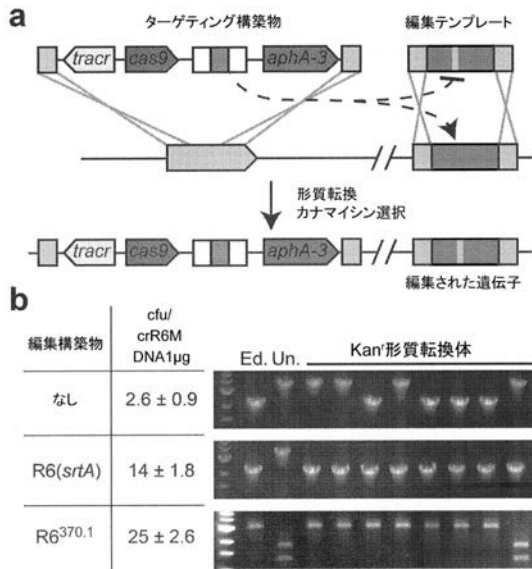 a
ターゲティング構築物
編集テンプレート
tracr
cas9
aphA-3
形質転換
カナマイシン選択
tracr
cas9
aphA-3
編集された遺伝子
b
編集構築物
cfu/
crR6M
DNA1μg
Ed. Un.
Kanʳ形質転換体
なし
2.6 ± 0.9
R6(srtA)
14 ± 1.8
R6³⁷⁰·¹
25 ± 2.6